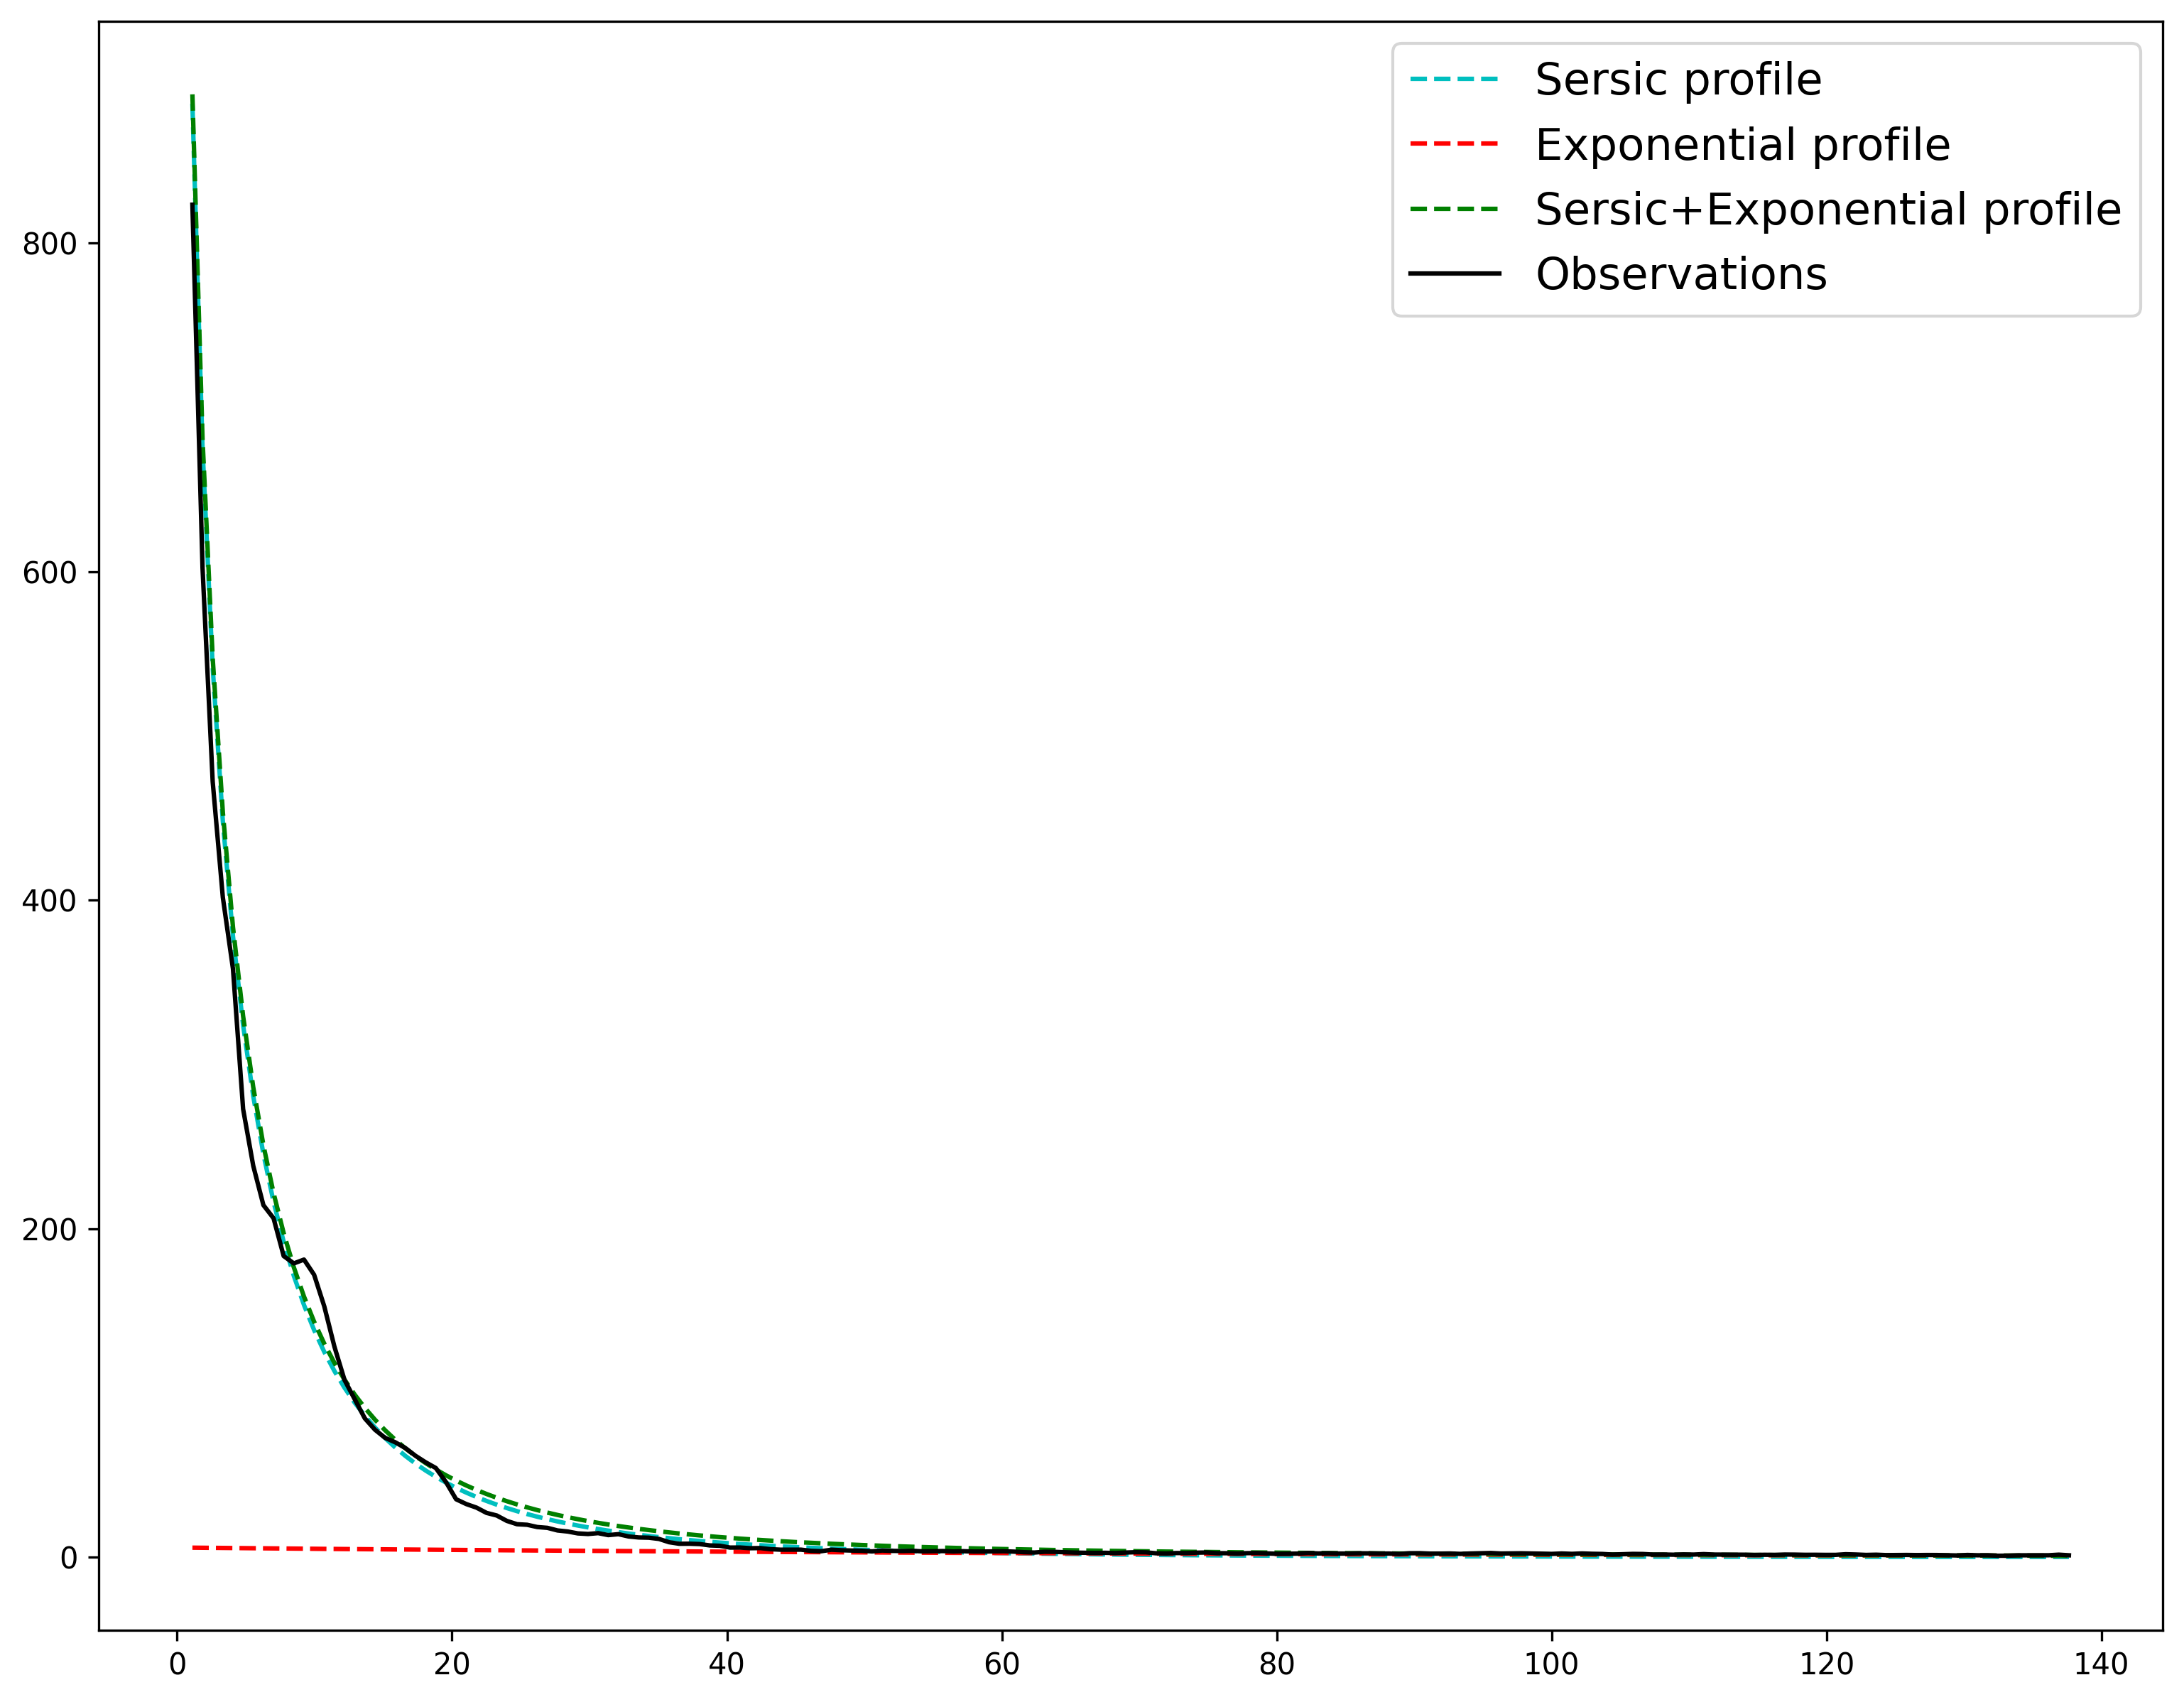 Sersic profile
Exponential profile
Sersic+Exponential profile
Observations
800
600
400
200
0
0 20 40 60 80 100 120 140